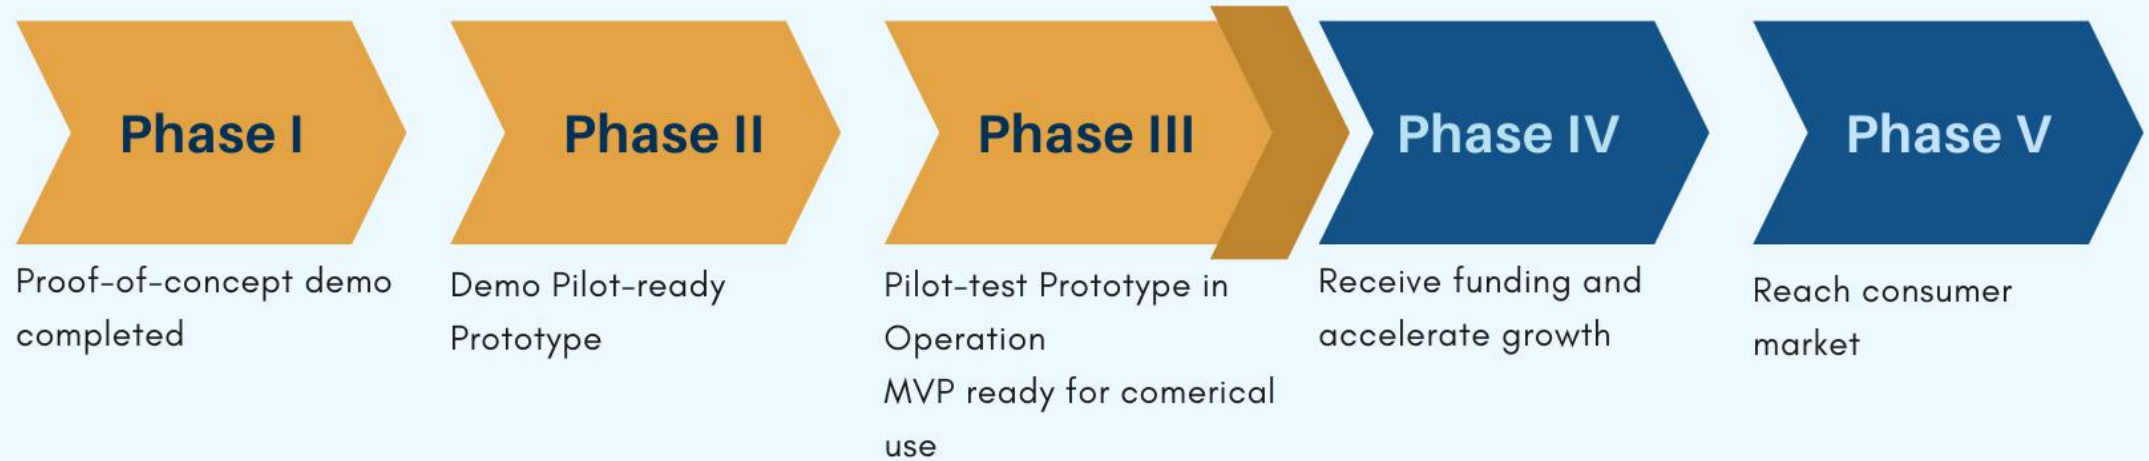 Phase I
Proof-of-concept demo
completed
Phase II
Demo Pilot-ready
Prototype
Phase III
Pilot-test Prototype in
Operation
MVP ready for comerical
use
Phase IV
Receive funding and
accelerate growth
Phase V
Reach consumer
market